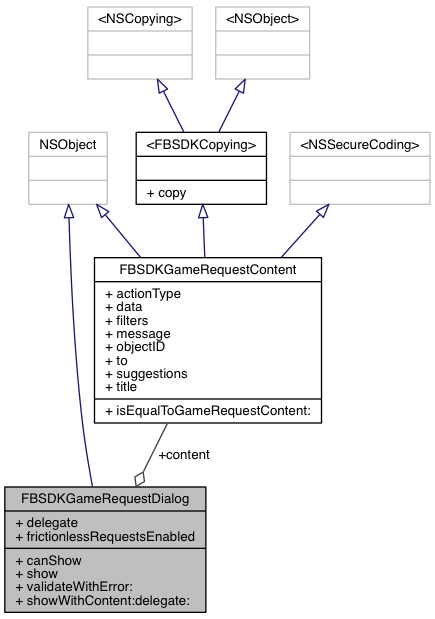 <NSCopying>
<NSObject>
NSObject
<FBSDKCopying>
+ copy
<NSSecureCoding>
FBSDKGameRequestContent
+ actionType
+ data
+ filters
+ message
+ objectID
+ to
+ suggestions
+ title
+ isEqualToGameRequestContent:
+content
FBSDKGameRequestDialog
+ delegate
+ frictionlessRequestsEnabled
+ canShow
+ show
+ validateWithError:
+ showWithContent:delegate: